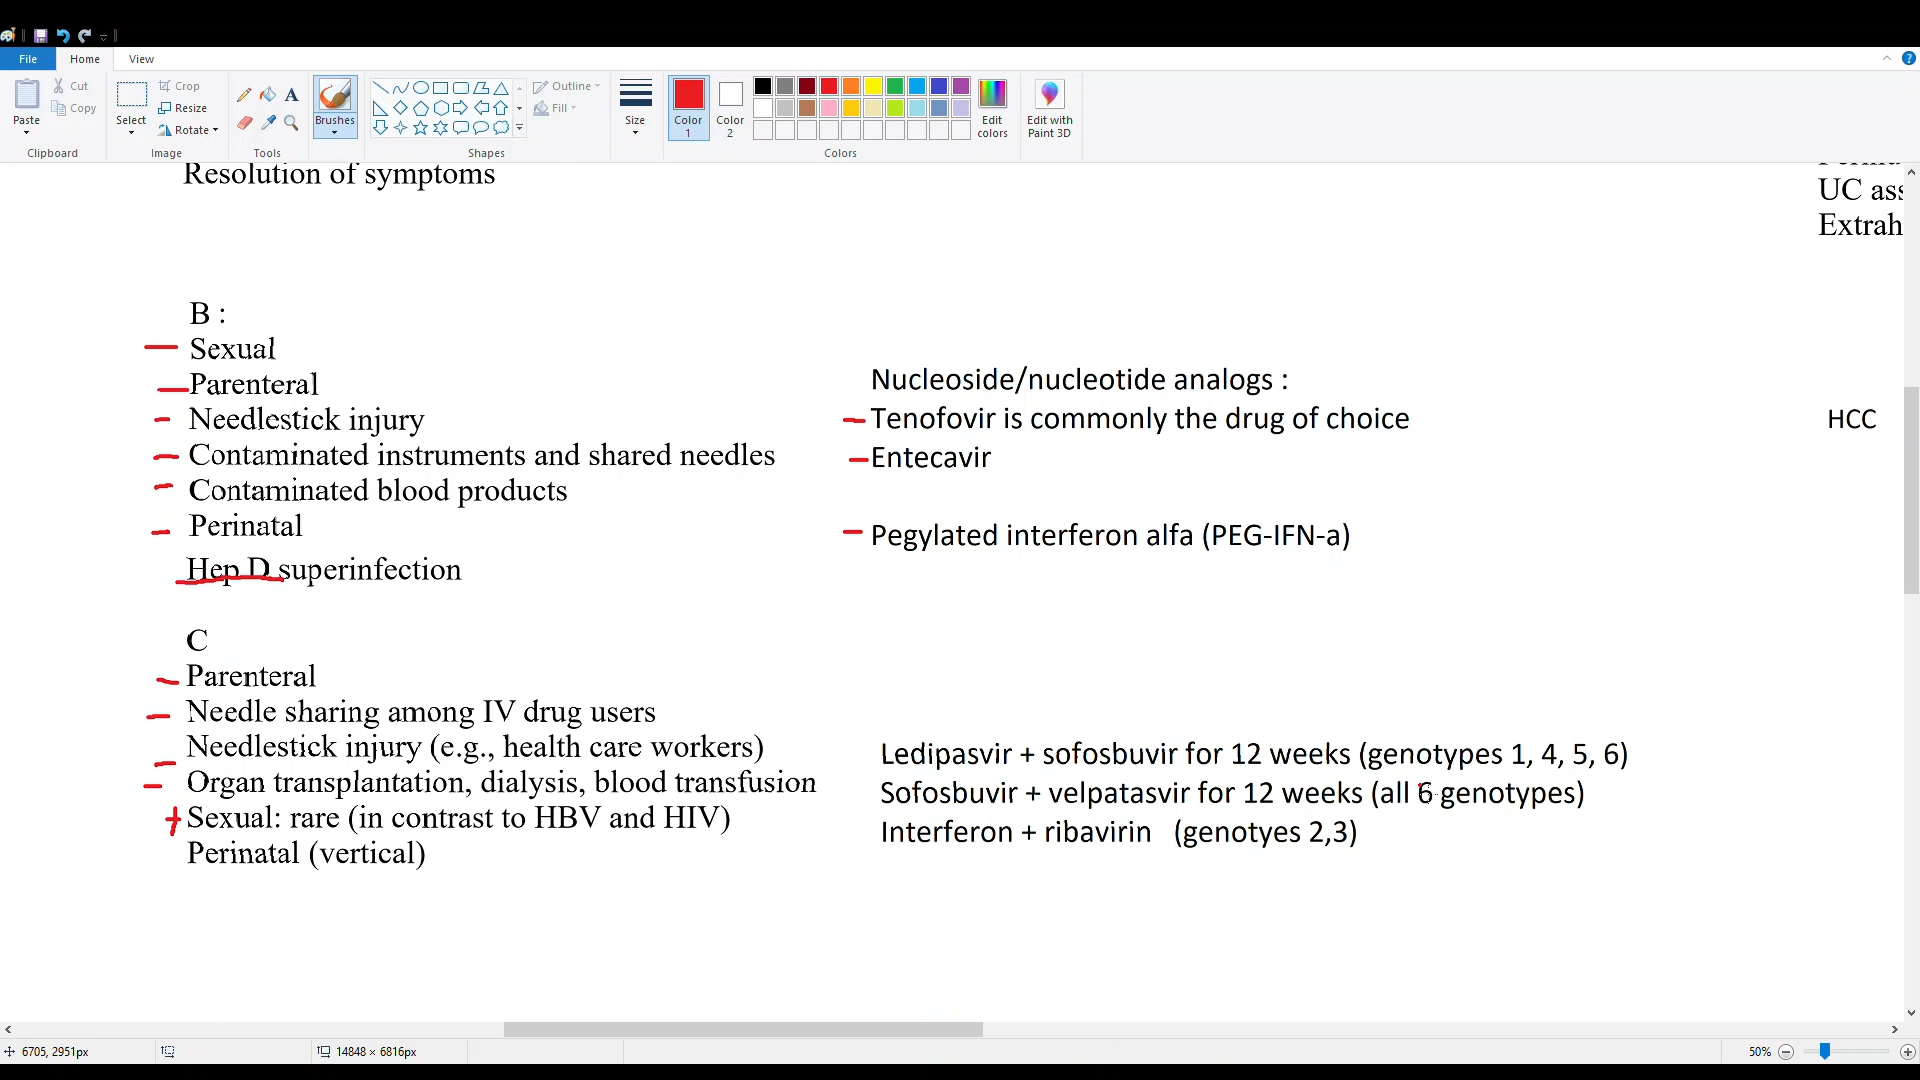 File
Home
View
Paste
Cut
Copy
Clipboard
Select
Crop
Resize
Rotate
Image
Tools
Brushes
Shapes
Outline
Fill
Size
Color 1
Color 2
Edit colors
Edit with Paint 3D
Colors
Resolution of symptoms
UC ass
Extrah
B :
Sexual
Parenteral
Needlestick injury
Contaminated instruments and shared needles
Contaminated blood products
Perinatal
Hep D superinfection
Nucleoside/nucleotide analogs :
Tenofovir is commonly the drug of choice
Entecavir
Pegylated interferon alfa (PEG-IFN-a)
HCC
C
Parenteral
Needle sharing among IV drug users
Needlestick injury (e.g., health care workers)
Organ transplantation, dialysis, blood transfusion
Sexual: rare (in contrast to HBV and HIV)
Perinatal (vertical)
Ledipasvir + sofosbuvir for 12 weeks (genotypes 1, 4, 5, 6)
Sofosbuvir + velpatasvir for 12 weeks (all 6 genotypes)
Interferon + ribavirin (genotyes 2,3)
6705, 2951px
14848 × 6816px
50%